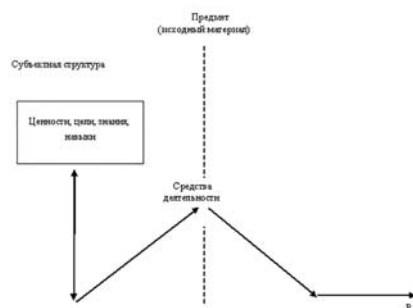 Предмет
(исходный материал)
Субъектная структура
Ценности, цели, знания,
навыки
Средства
деятельности